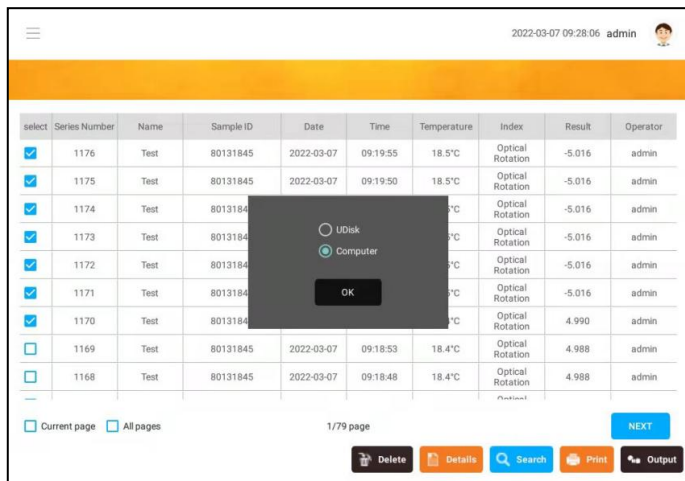 2022-03-07 09:28:06 admin
select Series Number Name Sample ID Date Time Temperature Index Result Operator
1176 Test 80131845 2022-03-07 09:19:55 18.5°C Optical Rotation -5.016 admin
1175 Test 80131845 2022-03-07 09:19:50 18.5°C Optical Rotation -5.016 admin
1174 Test 8013184 Optical Rotation -5.016 admin
1173 Test 8013184 Optical Rotation -5.016 admin
1172 Test 8013184 Optical Rotation -5.016 admin
1171 Test 8013184 Optical Rotation -5.016 admin
1170 Test 8013184 Optical Rotation 4.990 admin
UDisk
Computer
OK
1169 Test 80131845 2022-03-07 09:18:53 18.4°C Optical Rotation 4.988 admin
1168 Test 80131845 2022-03-07 09:18:48 18.4°C Optical Rotation 4.988 admin
Current page All pages 1/79 page NEXT
Delete Details Search Print Output